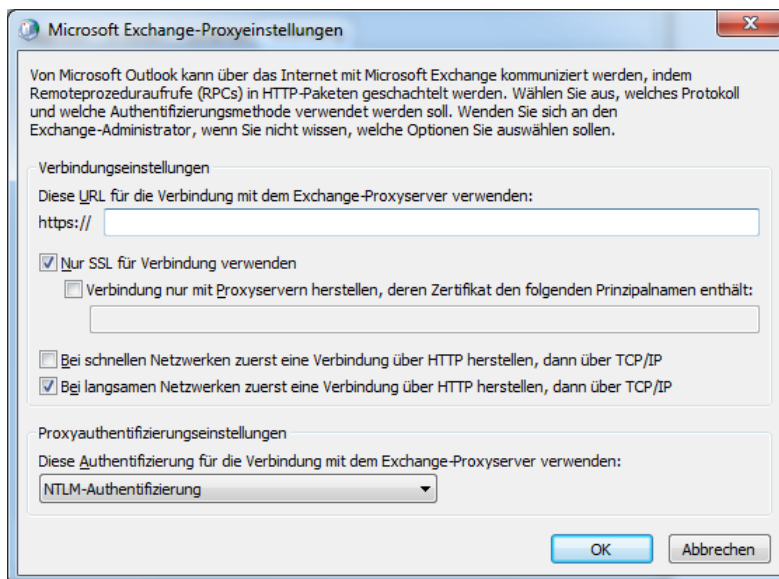 Microsoft Exchange-Proxyeinstellungen
Von Microsoft Outlook kann über das Internet mit Microsoft Exchange kommuniziert werden, indem
Remoteprozeduraufrufe (RPCs) in HTTP-Paketen geschachtelt werden. Wählen Sie aus, welches Protokoll
und welche Authentifizierungsmethode verwendet werden soll. Wenden Sie sich an den
Exchange-Administrator, wenn Sie nicht wissen, welche Optionen Sie auswählen sollen.
Verbindungseinstellungen
Diese URL für die Verbindung mit dem Exchange-Proxyserver verwenden:
https://
Nur SSL für Verbindung verwenden
Verbindung nur mit Proxyservern herstellen, deren Zertifikat den folgenden Prinzipalnamen enthält:
Bei schnellen Netzwerken zuerst eine Verbindung über HTTP herstellen, dann über TCP/IP
Bei langsamen Netzwerken zuerst eine Verbindung über HTTP herstellen, dann über TCP/IP
Proxyauthentifizierungseinstellungen
Diese Authentifizierung für die Verbindung mit dem Exchange-Proxyserver verwenden:
NTLM-Authentifizierung
OK Abbrechen